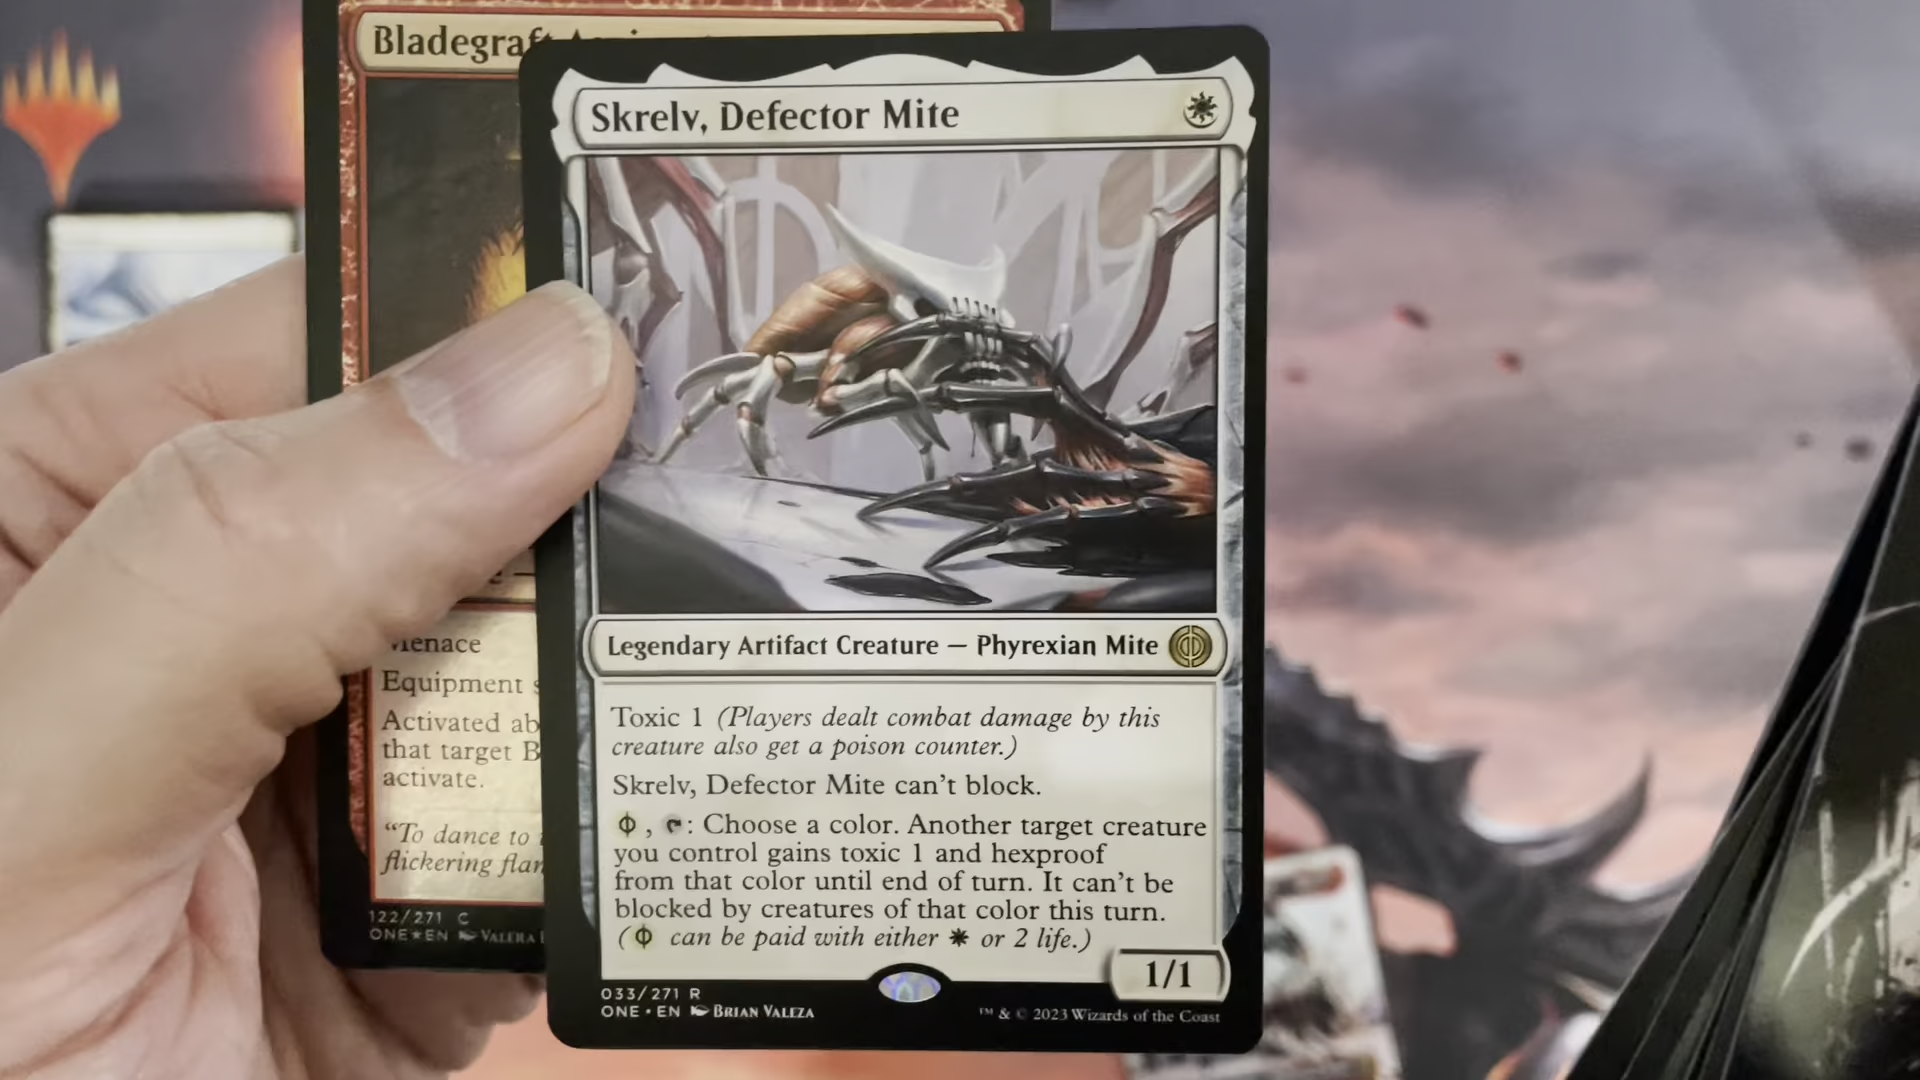 Bladegraft
Skrelv, Defector Mite
Legendary Artifact Creature — Phyrexian Mite
Toxic 1 (Players dealt combat damage by this
creature also get a poison counter.)
Skrelv, Defector Mite can't block.
, : Choose a color. Another target creature
you control gains toxic 1 and hexproof
from that color until end of turn. It can't be
blocked by creatures of that color this turn.
( can be paid with either or 2 life.)
1/1
033/271 R
ONE • EN BRIAN VALEZA
™ & © 2023 Wizards of the Coast
Menace
Equipment
Activated
that target
activate.
"To dance to
flickering
122/271 C
ONE★EN